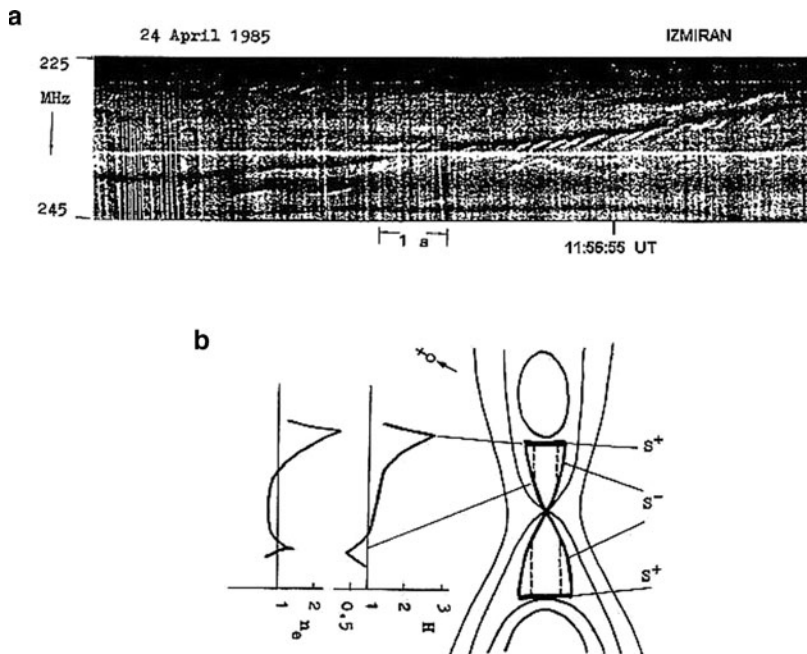 a
24 April 1985 IZMIRAN
225
MHz
245
1 s
11:56:55 UT
b
S⁺
S⁻
S⁺
1 2
nₑ
0,5 1 2 3
H